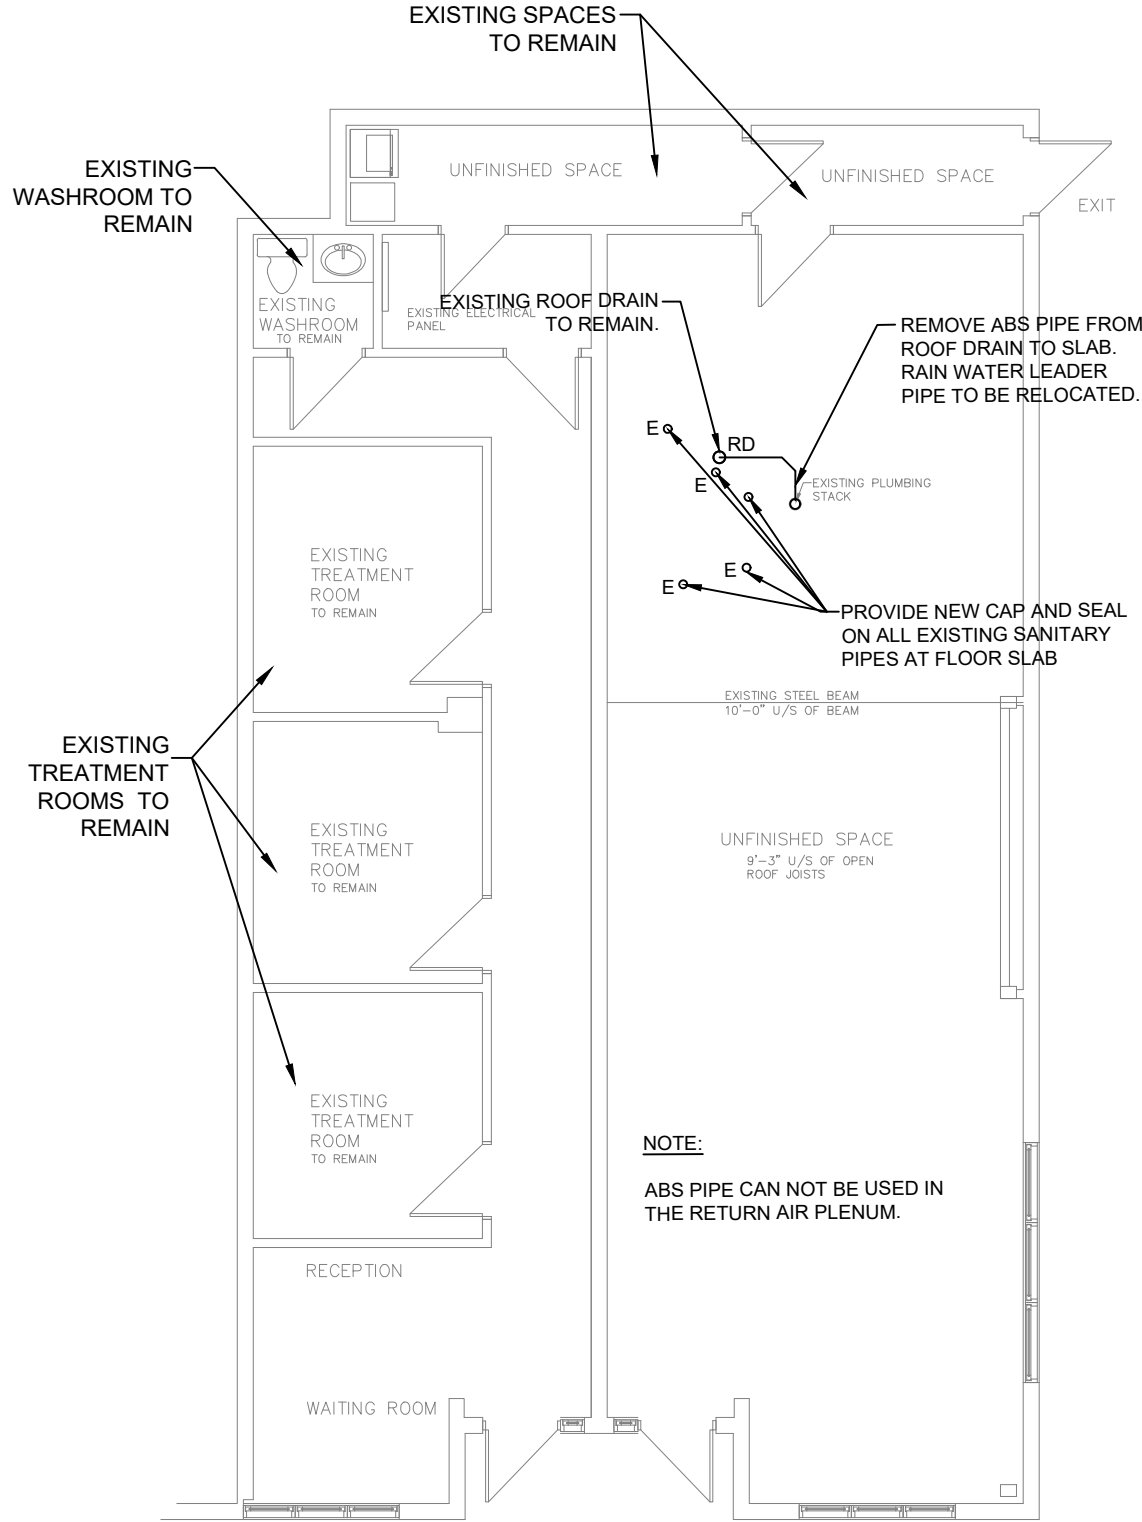 EXISTING SPACES
TO REMAIN
EXISTING
WASHROOM TO
REMAIN
UNFINISHED SPACE
UNFINISHED SPACE
EXIT
EXISTING
WASHROOM
TO REMAIN
EXISTING ELECTRICAL
PANEL
EXISTING ROOF DRAIN
TO REMAIN.
REMOVE ABS PIPE FROM
ROOF DRAIN TO SLAB.
RAIN WATER LEADER
PIPE TO BE RELOCATED.
E
RD
E
EXISTING PLUMBING
STACK
E
E
PROVIDE NEW CAP AND SEAL
ON ALL EXISTING SANITARY
PIPES AT FLOOR SLAB
EXISTING
TREATMENT
ROOM
TO REMAIN
EXISTING STEEL BEAM
10'-0" U/S OF BEAM
EXISTING
TREATMENT
ROOMS TO
REMAIN
EXISTING
TREATMENT
ROOM
TO REMAIN
UNFINISHED SPACE
9'-3" U/S OF OPEN
ROOF JOISTS
EXISTING
TREATMENT
ROOM
TO REMAIN
NOTE:
ABS PIPE CAN NOT BE USED IN
THE RETURN AIR PLENUM.
RECEPTION
WAITING ROOM